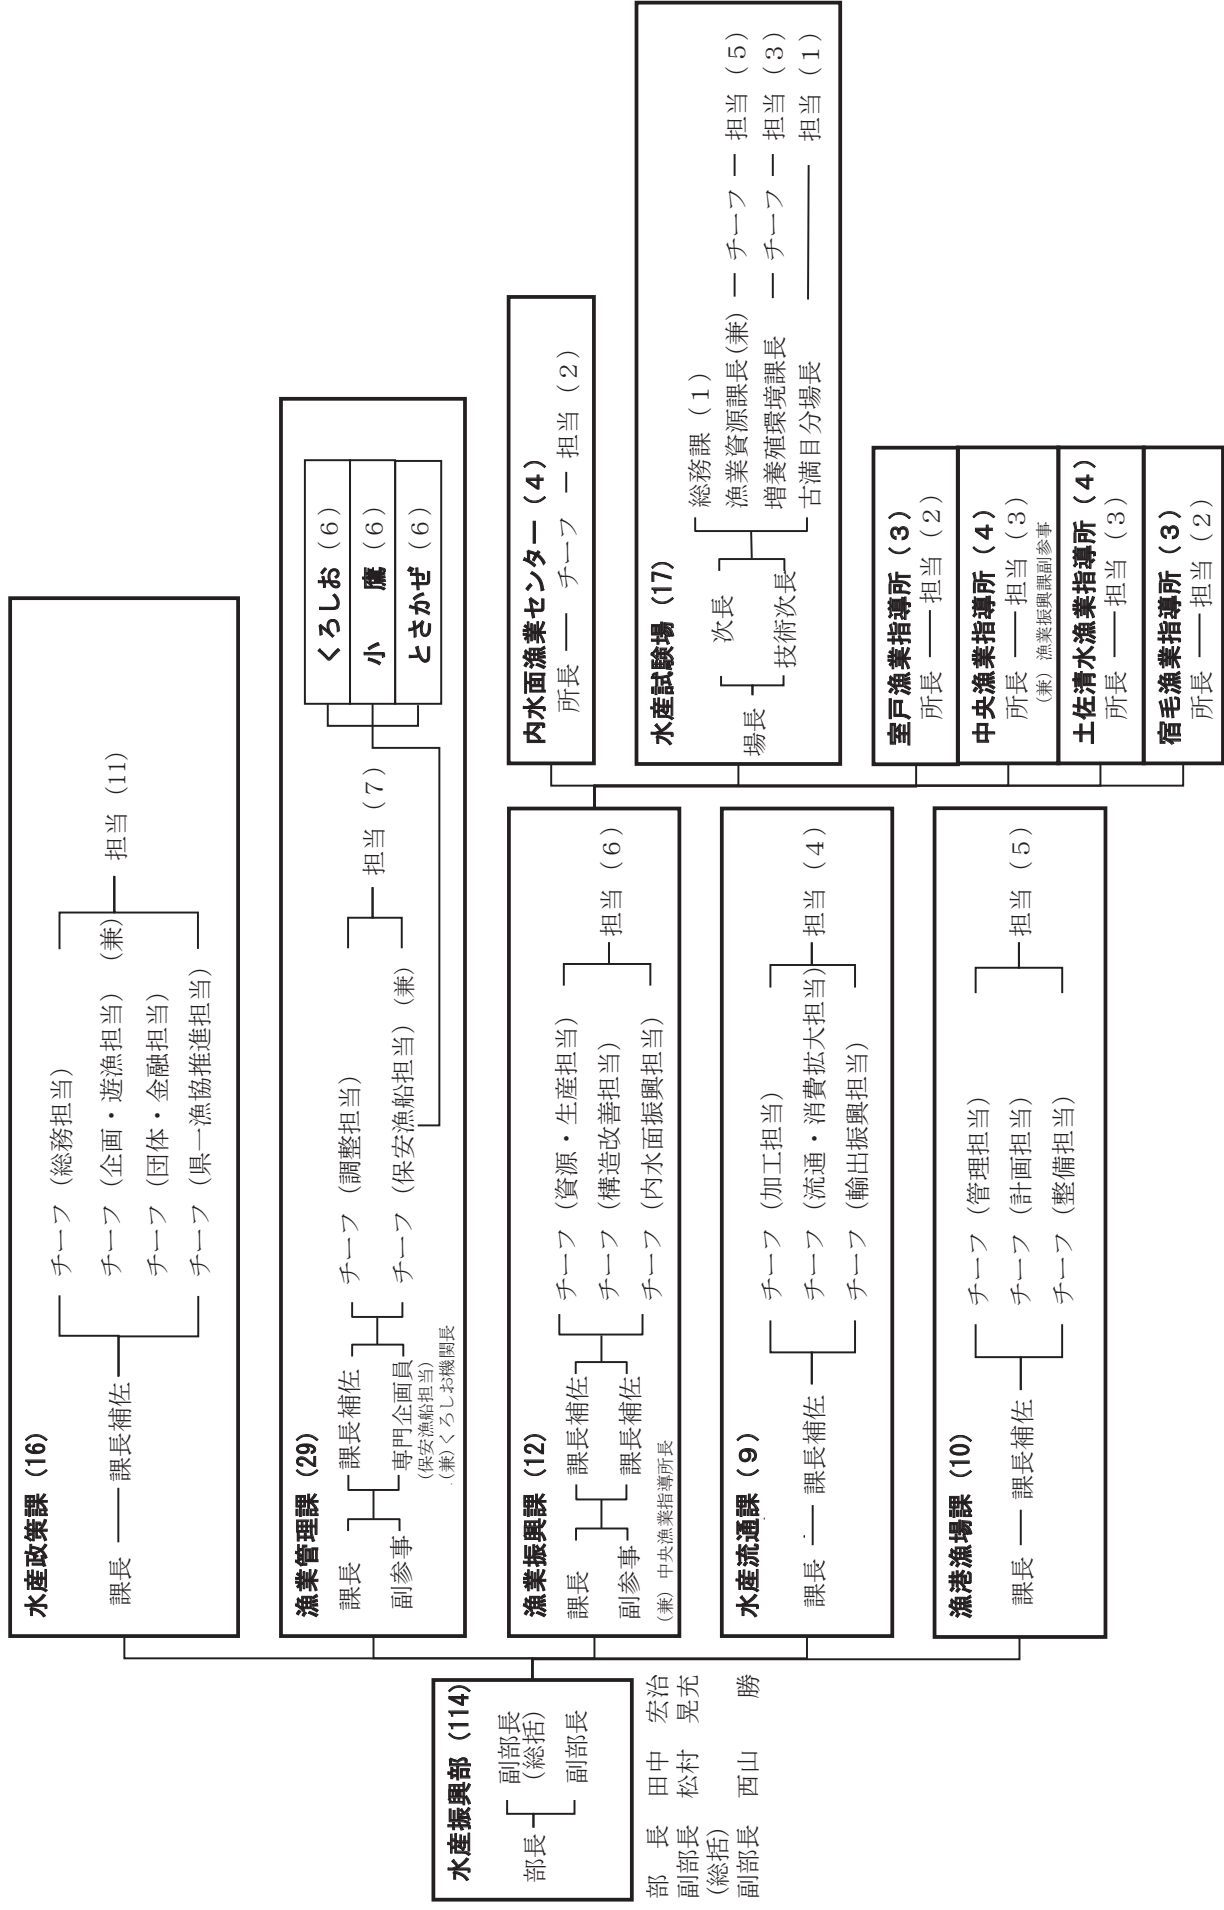 水産振興部（114）
部長
副部長
（総括）
副部長
部　長　田中　宏治
副部長　松村　晃充
（総括）
副部長　西山　勝
水産政策課（16）
課長
課長補佐
チーフ（総務担当）
チーフ（企画・遊漁担当）（兼）
チーフ（団体・金融担当）
チーフ（県一漁協推進担当）
担当（11）
漁業管理課（29）
課長
副参事
課長補佐
専門企画員
（保安漁船担当）
（兼）くろしお機関長
チーフ（調整担当）
チーフ（保安漁船担当）（兼）
担当（７）
くろしお（６）
小　鷹（６）
とさかぜ（６）
漁業振興課（12）
課長
副参事
（兼）中央漁業指導所長
課長補佐
課長補佐
チーフ（資源・生産担当）
チーフ（構造改善担当）
チーフ（内水面振興担当）
担当（６）
水産流通課（９）
課長
課長補佐
チーフ（加工担当）
チーフ（流通・消費拡大担当）
チーフ（輸出振興担当）
担当（４）
漁港漁場課（10）
課長
課長補佐
チーフ（管理担当）
チーフ（計画担当）
チーフ（整備担当）
担当（５）
内水面漁業センター（４）
所長
チーフ
担当（２）
水産試験場（17）
場長
次長
技術次長
総務課（１）
漁業資源課長（兼）
チーフ
担当（５）
増養殖環境課長
チーフ
担当（３）
古満目分場長
担当（１）
室戸漁業指導所（３）
所長
担当（２）
中央漁業指導所（４）
所長
担当（３）
（兼）漁業振興課副参事
土佐清水漁業指導所（４）
所長
担当（３）
宿毛漁業指導所（３）
所長
担当（２）